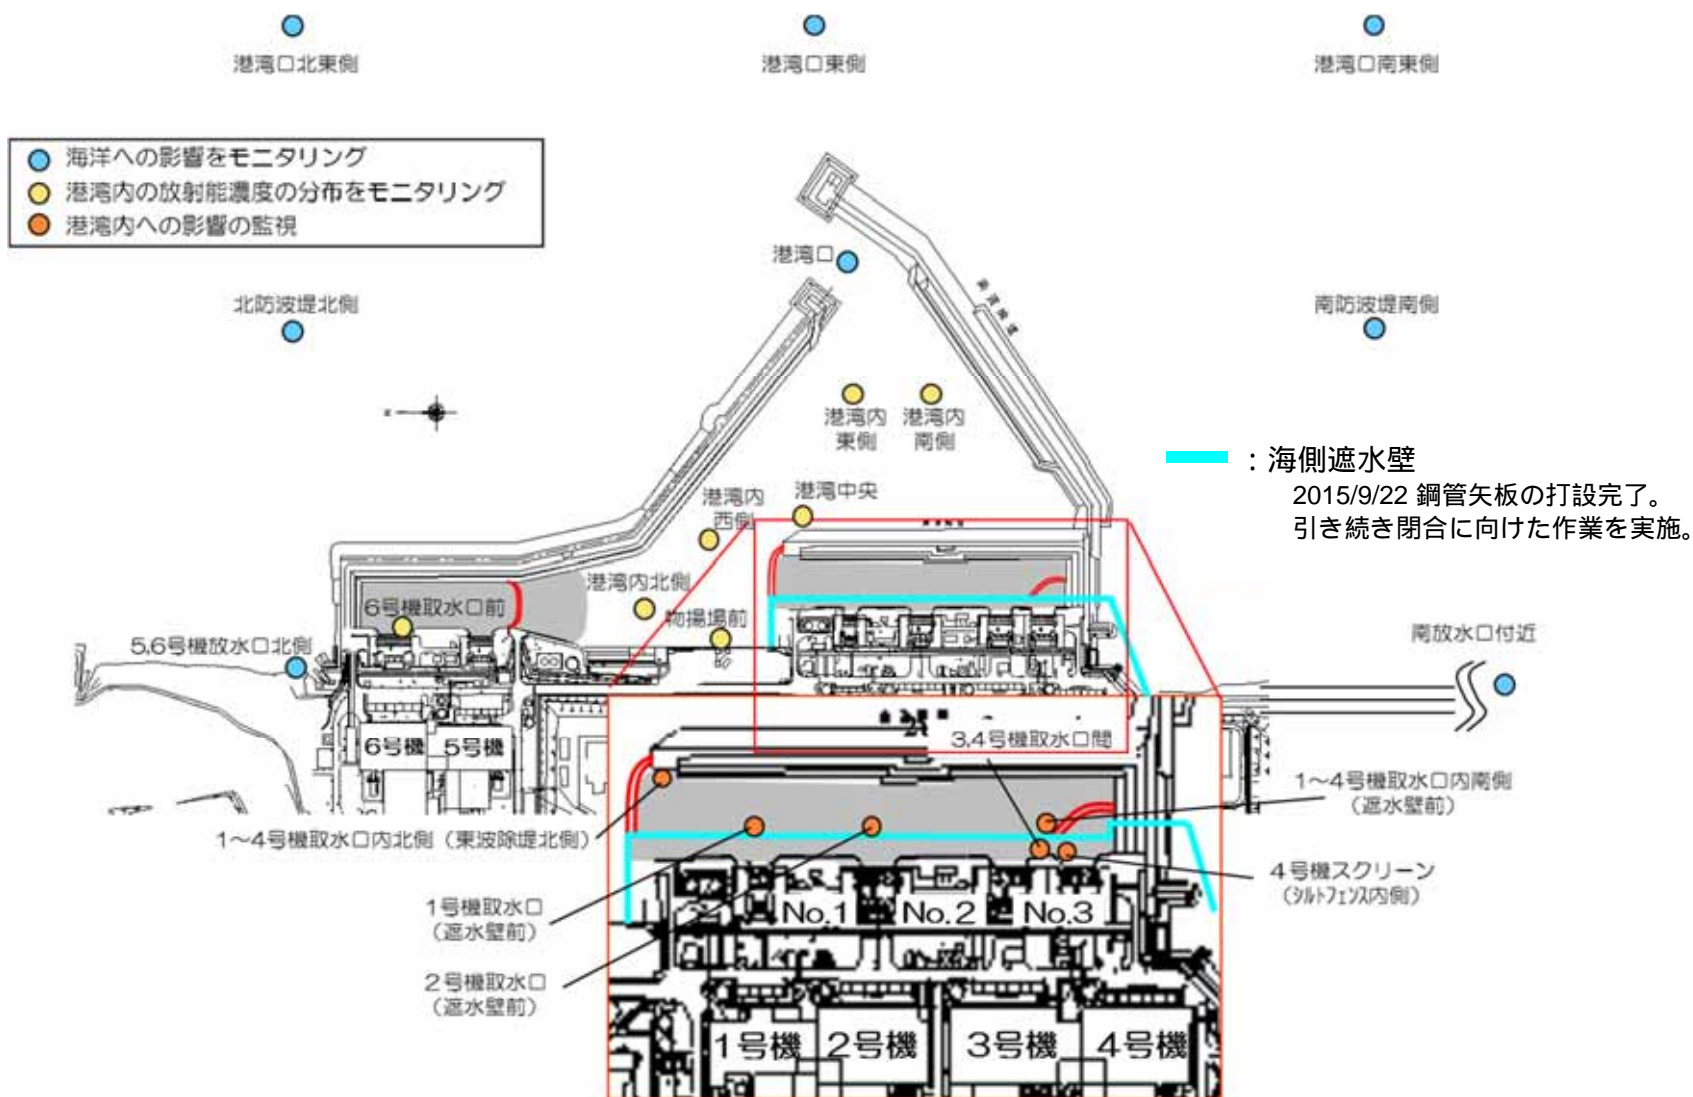 港湾口北東側
港湾口東側
港湾口南東側
海洋への影響をモニタリング
港湾内の放射能濃度の分布をモニタリング
港湾内への影響の監視
港湾口
北防波堤北側
南防波堤南側
港湾内
東側
港湾内
南側
：海側遮水壁
2015/9/22 鋼管矢板の打設完了。
引き続き閉合に向けた作業を実施。
港湾内
西側
港湾中央
港湾内北側
6号機取水口前
物揚場前
5,6号機放水口北側
南放水口付近
6号機
5号機
3,4号機取水口間
1〜4号機取水口内南側
（遮水壁前）
1〜4号機取水口内北側（東波除堤北側）
4号機スクリーン
（シルトフェンス内側）
1号機取水口
（遮水壁前）
No.1
No.2
No.3
2号機取水口
（遮水壁前）
1号機
2号機
3号機
4号機